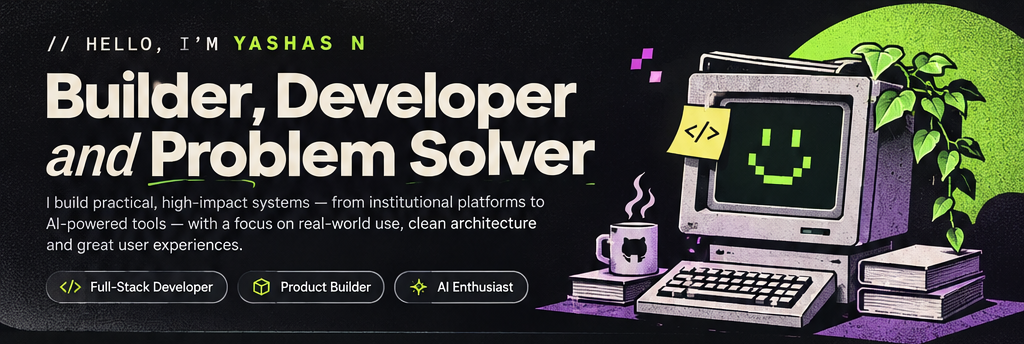 // HELLO, I'M YASHAS N
Builder, Developer
and Problem Solver
I build practical, high-impact systems — from institutional platforms to
AI-powered tools — with a focus on real-world use, clean architecture
and great user experiences.
</> Full-Stack Developer
Product Builder
AI Enthusiast
</>